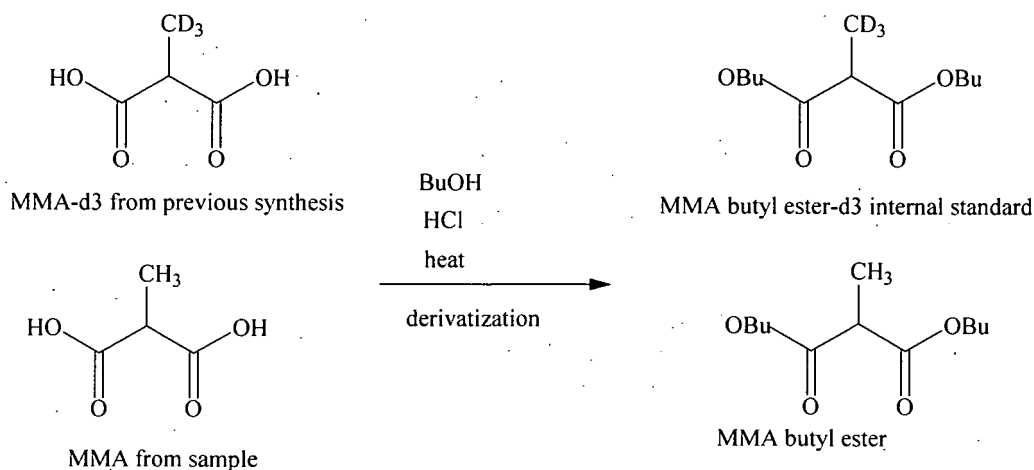 CD3
HO
OH
O
O
MMA-d3 from previous synthesis
CH3
HO
OH
O
O
MMA from sample
BuOH
HCl
heat
derivatization
CD3
OBu
OBu
O
O
MMA butyl ester-d3 internal standard
CH3
OBu
OBu
O
O
MMA butyl ester